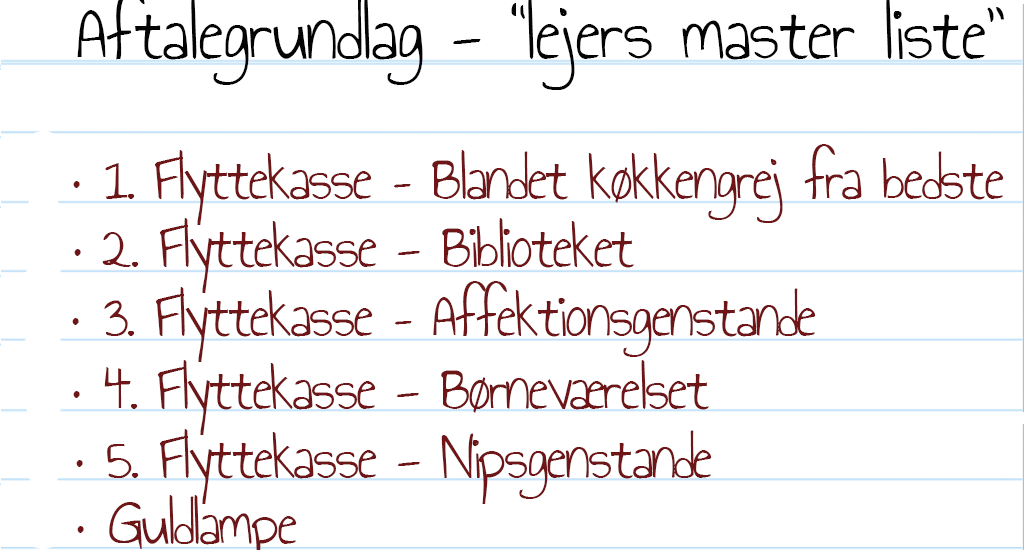 Aftalegrundlag - "lejers master liste"
• 1. Flyttekasse - Blandet køkkengrej fra bedste
• 2. Flyttekasse - Biblioteket
• 3. Flyttekasse - Affektionsgenstande
• 4. Flyttekasse - Børneværelset
• 5. Flyttekasse - Nipsgenstande
• Guldlampe